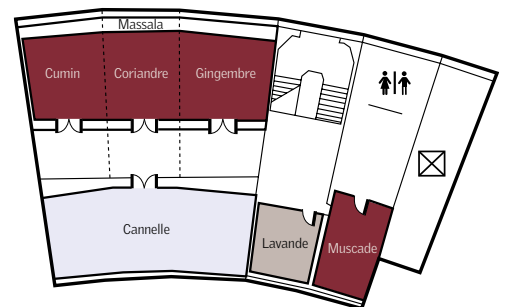 Massala
Cumin
Coriandre
Gingembre
Cannelle
Lavande
Muscade